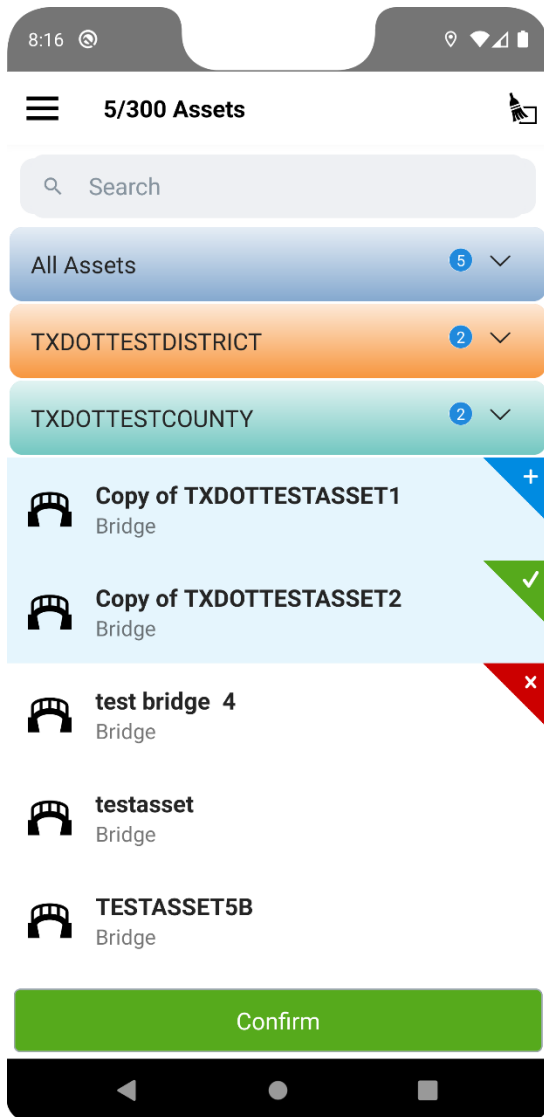 8:16
5/300 Assets
Search
All Assets 5
TXDOTTESTDISTRICT 2
TXDOTTESTCOUNTY 2
Copy of TXDOTTESTASSET1
Bridge
Copy of TXDOTTESTASSET2
Bridge
test bridge  4
Bridge
testasset
Bridge
TESTASSET5B
Bridge
Confirm